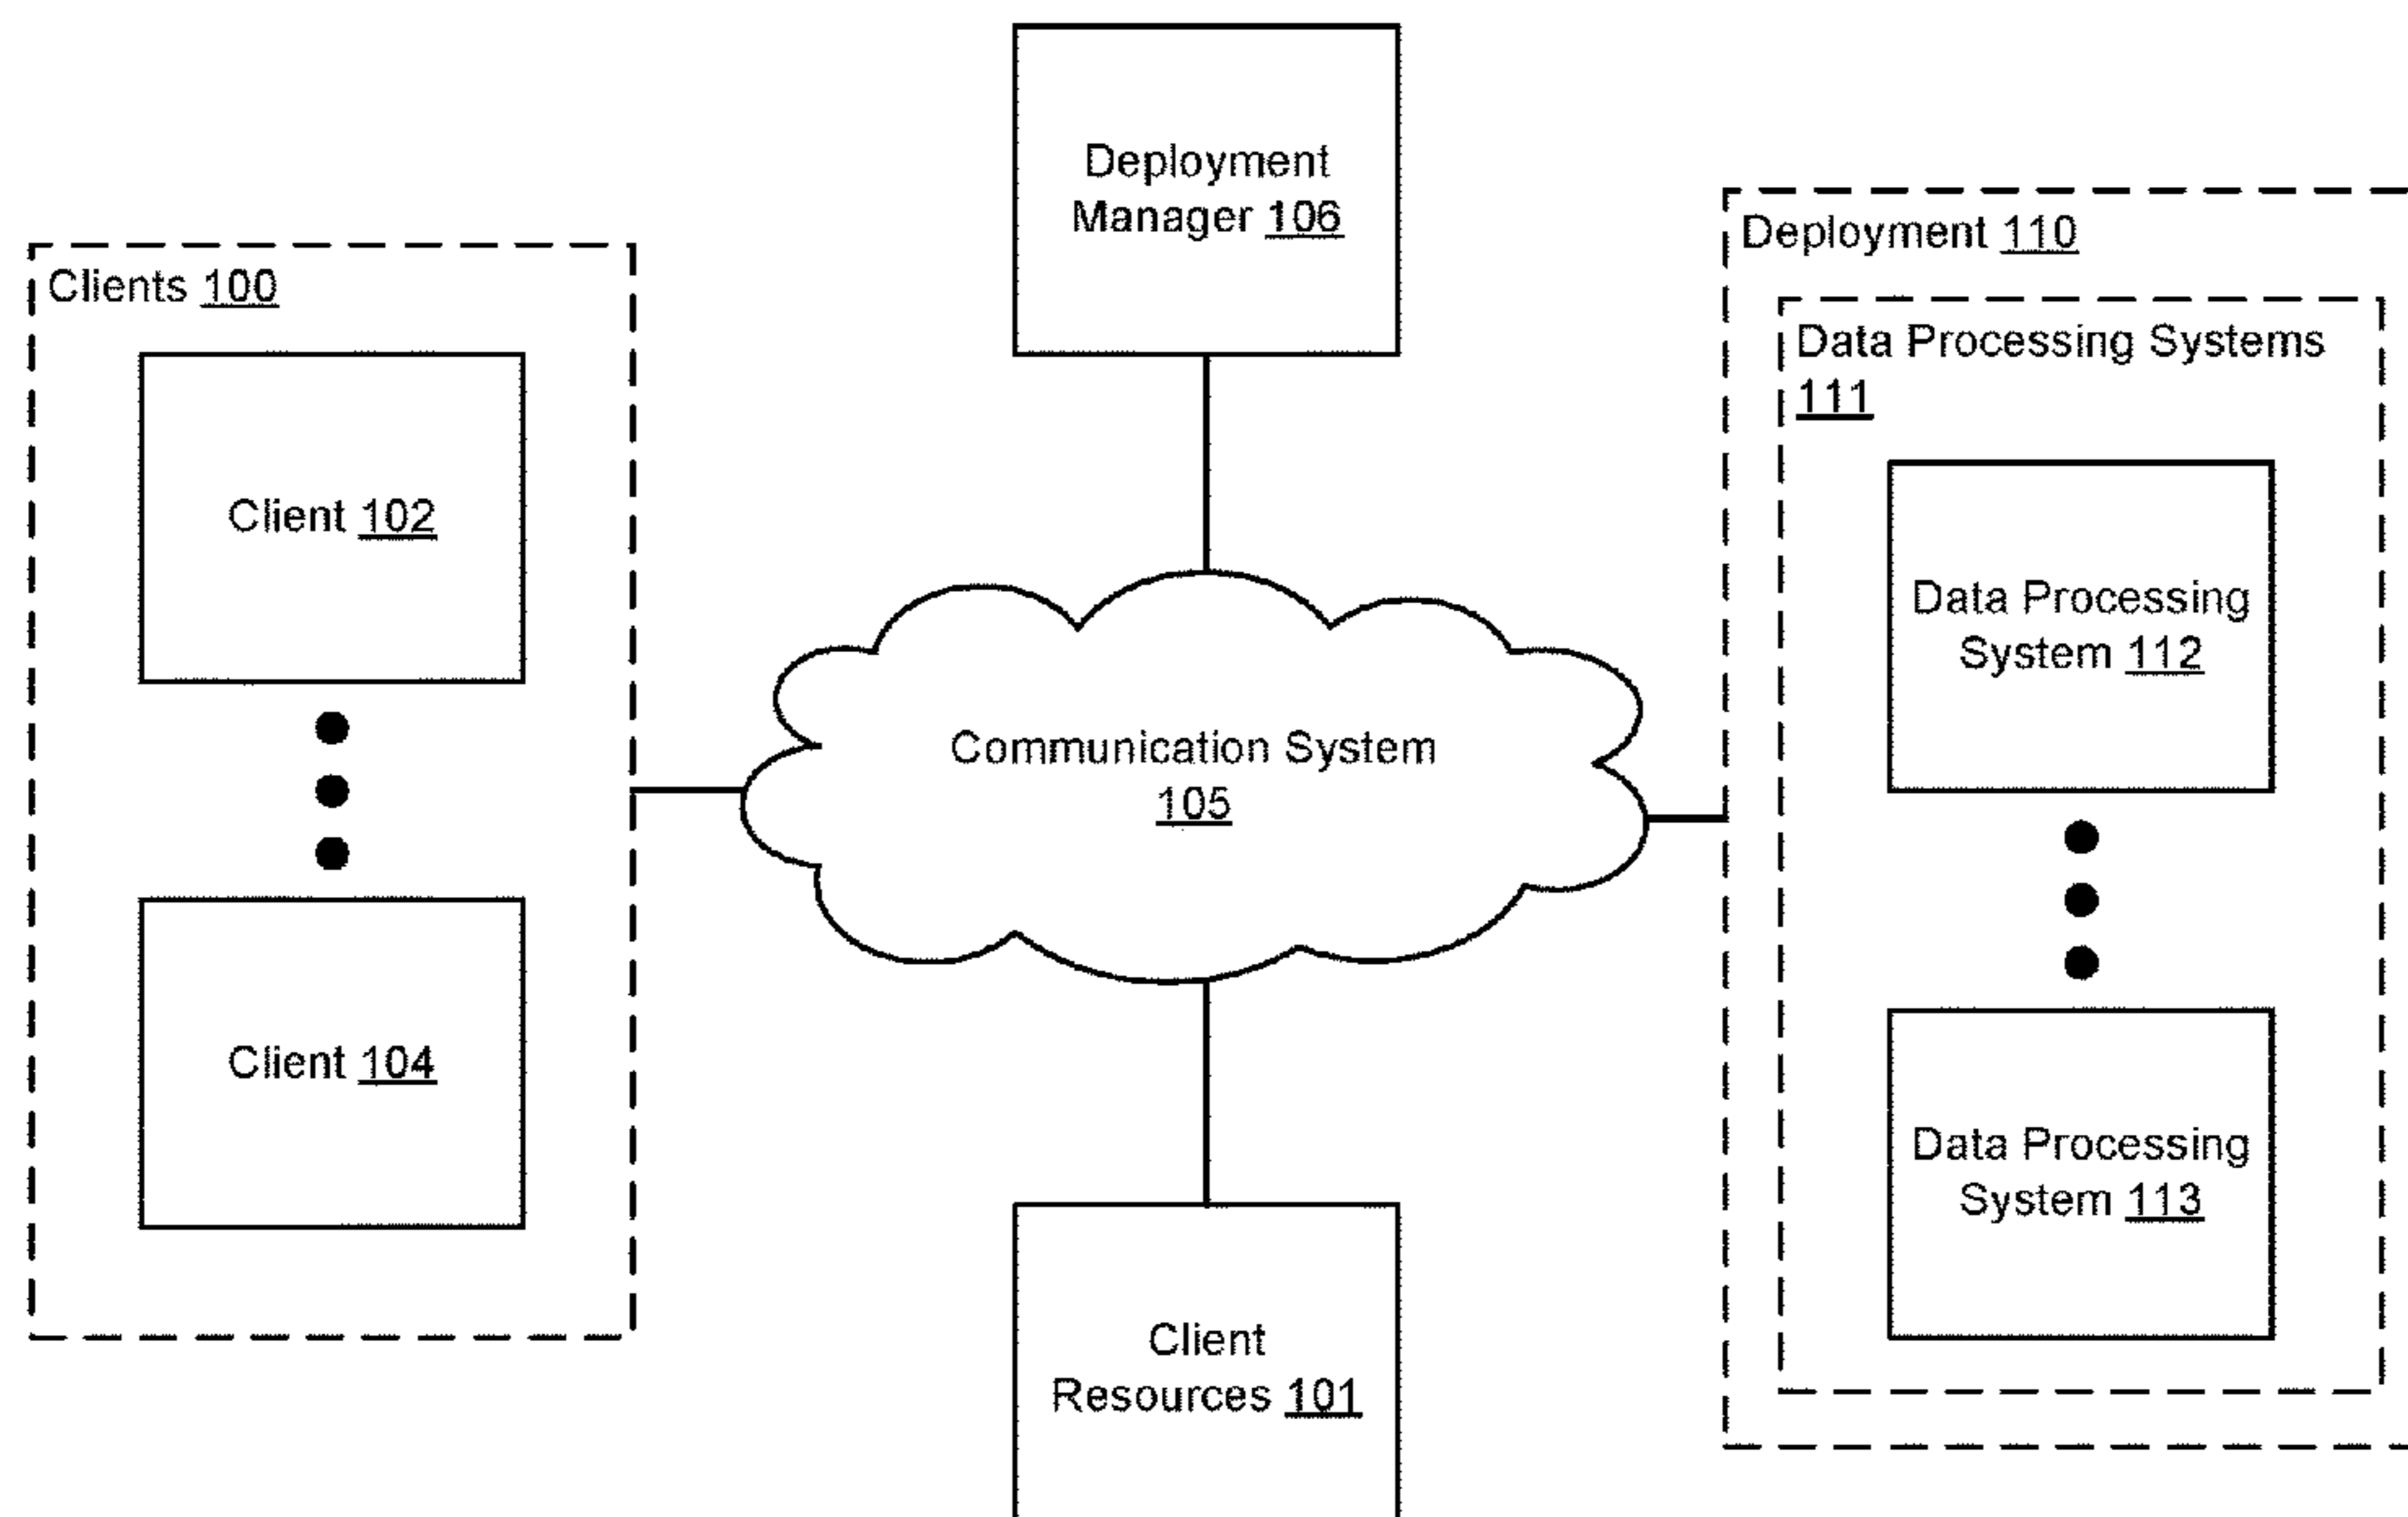 Deployment
Manager 106
Clients 100
Client 102
Client 104
Communication System
105
Client
Resources 101
Deployment 110
Data Processing Systems
111
Data Processing
System 112
Data Processing
System 113